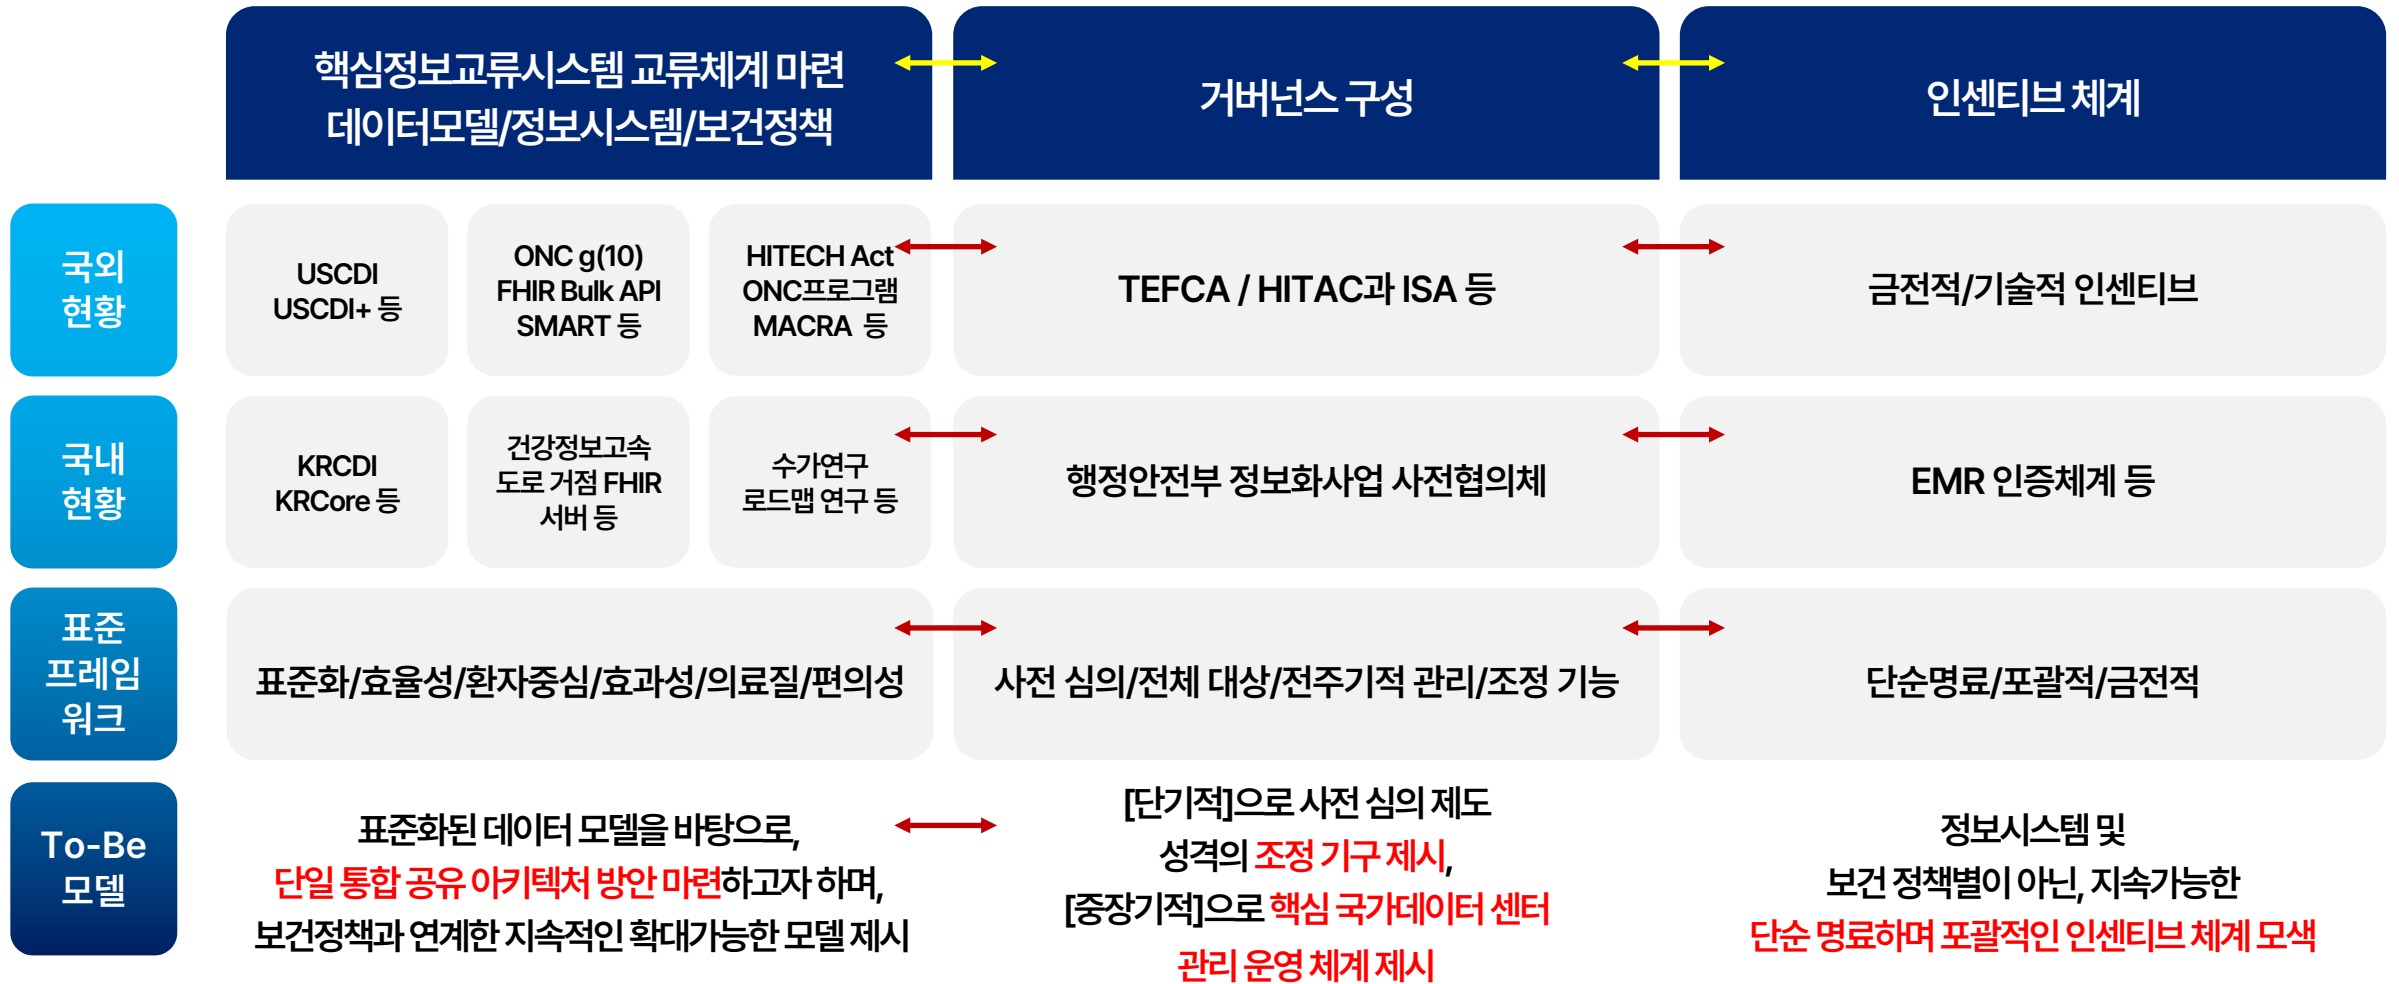 핵심정보교류시스템 교류체계 마련
데이터모델/정보시스템/보건정책
거버넌스 구성
인센티브 체계
국외
현황
USCDI
USCDI+ 등
ONC g(10)
FHIR Bulk API
SMART 등
HITECH Act
ONC프로그램
MACRA 등
TEFCA / HITAC과 ISA 등
금전적/기술적 인센티브
국내
현황
KRCDI
KRCore 등
건강정보고속
도로 거점 FHIR
서버 등
수가연구
로드맵 연구 등
행정안전부 정보화사업 사전협의체
EMR 인증체계 등
표준
프레임
워크
표준화/효율성/환자중심/효과성/의료질/편의성
사전 심의/전체 대상/전주기적 관리/조정 기능
단순명료/포괄적/금전적
To-Be
모델
표준화된 데이터 모델을 바탕으로,
단일 통합 공유 아키텍처 방안 마련하고자 하며,
보건정책과 연계한 지속적인 확대가능한 모델 제시
[단기적]으로 사전 심의 제도
성격의 조정 기구 제시,
[중장기적]으로 핵심 국가데이터 센터
관리 운영 체계 제시
정보시스템 및
보건 정책별이 아닌, 지속가능한
단순 명료하며 포괄적인 인센티브 체계 모색